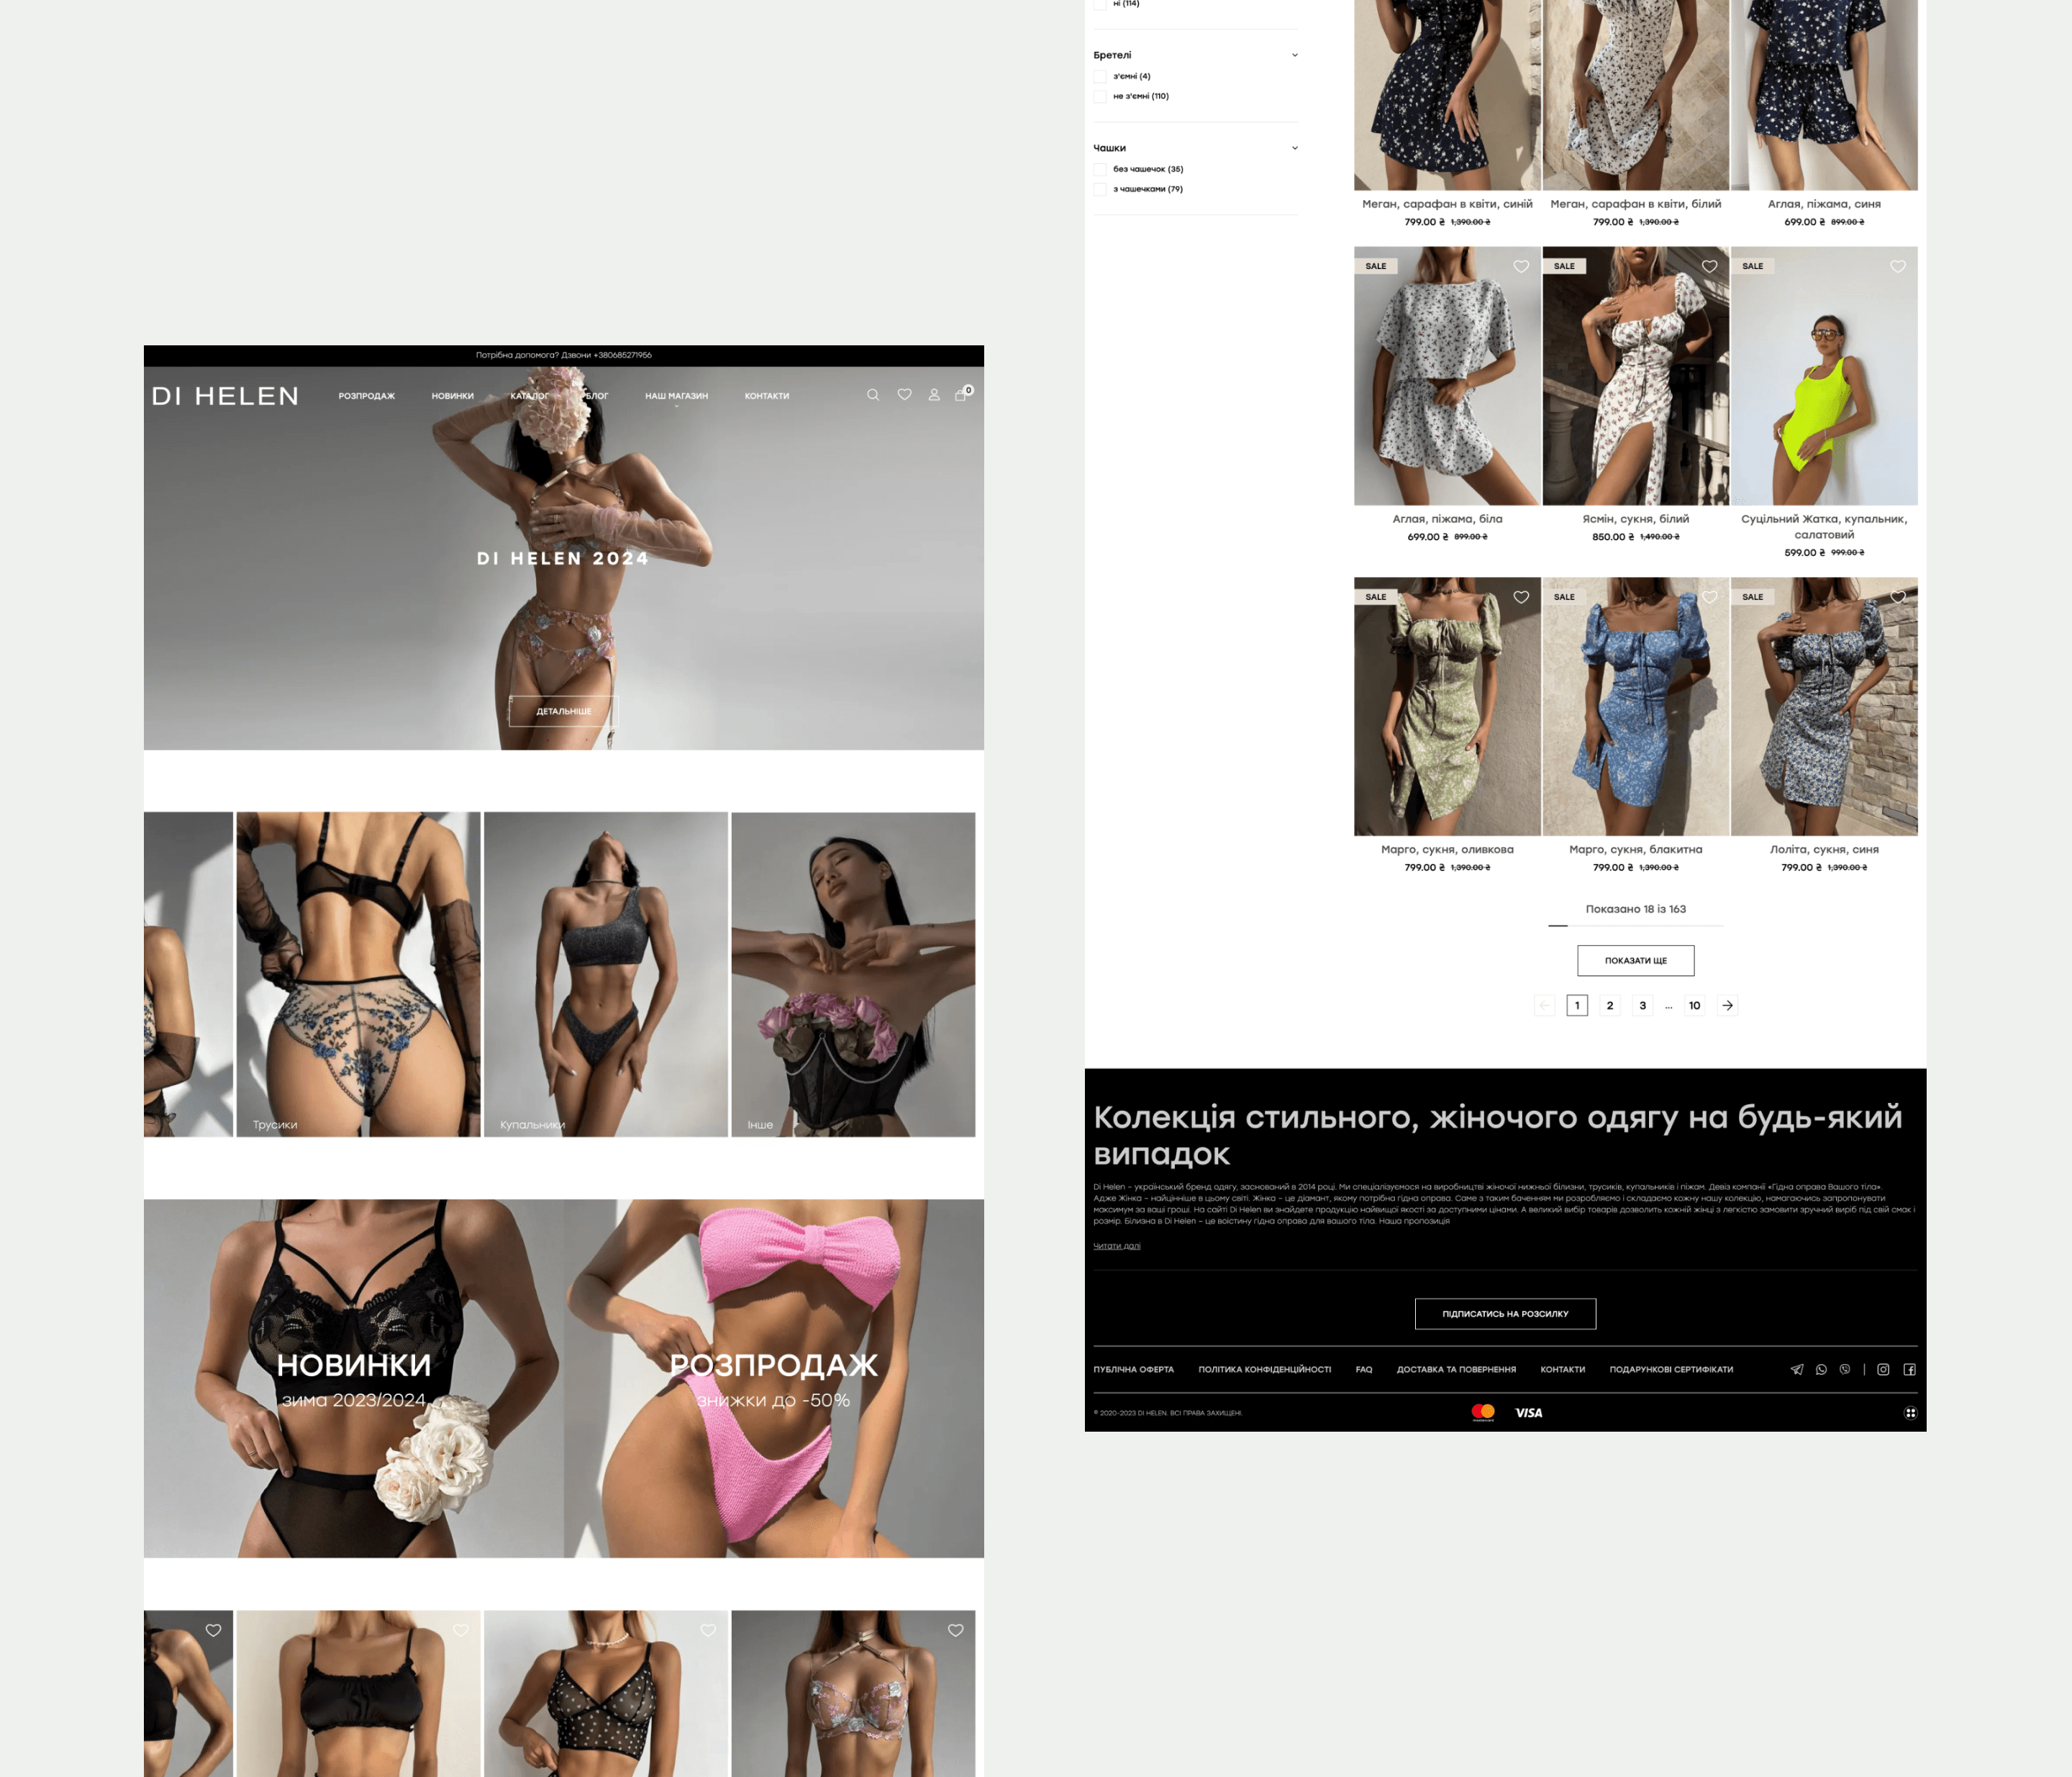 Потрібна допомога? Дзвони +380685271956
DI HELEN
РОЗПРОДАЖ НОВИНКИ КАТАЛОГ БЛОГ НАШ МАГАЗИН КОНТАКТИ
0
DI HELEN 2024
ДЕТАЛЬНІШЕ
Трусики
Купальники
Інше
НОВИНКИ
зима 2023/2024
РОЗПРОДАЖ
знижки до -50%
ні (114)
Бретелі
з'ємні (4)
не з'ємні (110)
Чашки
без чашечок (35)
з чашечками (79)
Меган, сарафан в квіти, синій
799.00 ₴ 1,390.00 ₴
Меган, сарафан в квіти, білий
799.00 ₴ 1,390.00 ₴
Аглая, піжама, синя
699.00 ₴ 899.00 ₴
SALE
Аглая, піжама, біла
699.00 ₴ 899.00 ₴
SALE
Ясмін, сукня, білий
850.00 ₴ 1,490.00 ₴
SALE
Суцільний Жатка, купальник,
салатовий
599.00 ₴ 999.00 ₴
SALE
Марго, сукня, оливкова
799.00 ₴ 1,390.00 ₴
SALE
Марго, сукня, блакитна
799.00 ₴ 1,390.00 ₴
SALE
Лоліта, сукня, синя
799.00 ₴ 1,390.00 ₴
Показано 18 із 163
ПОКАЗАТИ ЩЕ
1 2 3 ... 10
Колекція стильного, жіночого одягу на будь-який
випадок
Di Helen – український бренд одягу, заснований в 2014 році. Ми спеціалізуємося на виробництві жіночої нижньої білизни, трусиків, купальників і піжам. Девіз компанії «Гідна оправа Вашого тіла».
Адже Жінка – найцінніше в цьому світі. Жінка – це діамант, якому потрібна гідна оправа. Саме з таким баченням ми розробляємо і складаємо кожну нашу колекцію, намагаючись запропонувати
максимум за ваші гроші. На сайті Di Helen ви знайдете продукцію найвищої якості за доступними цінами. А великий вибір товарів дозволить кожній жінці з легкістю замовити зручний виріб під свій смак і
розмір. Білизна в Di Helen – це воістину гідна оправа для вашого тіла. Наша пропозиція
Читати далі
ПІДПИСАТИСЬ НА РОЗСИЛКУ
ПУБЛІЧНА ОФЕРТА ПОЛІТИКА КОНФІДЕНЦІЙНОСТІ FAQ ДОСТАВКА ТА ПОВЕРНЕННЯ КОНТАКТИ ПОДАРУНКОВІ СЕРТИФІКАТИ
© 2020-2023 DI HELEN. ВСІ ПРАВА ЗАХИЩЕНІ.
mastercard
VISA